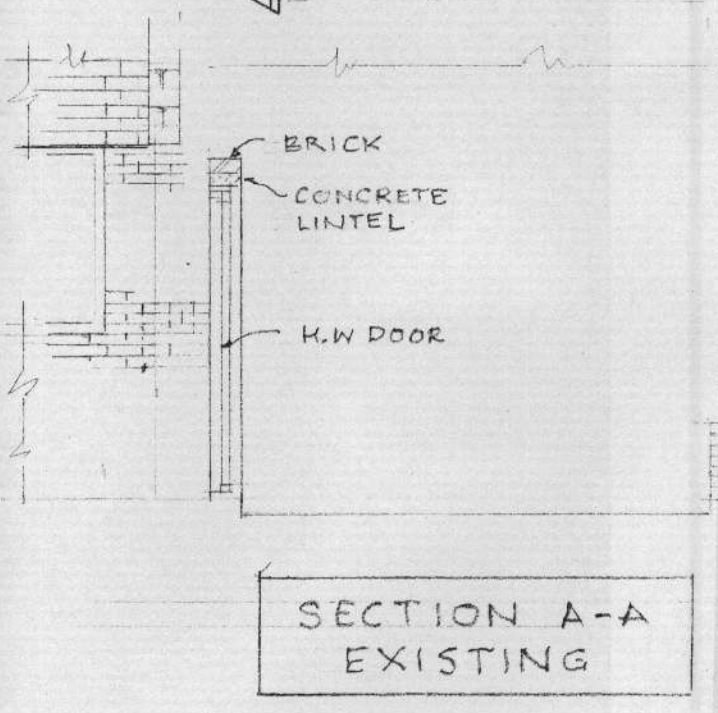 BRICK
CONCRETE
LINTEL
H.W DOOR
SECTION A-A
EXISTING